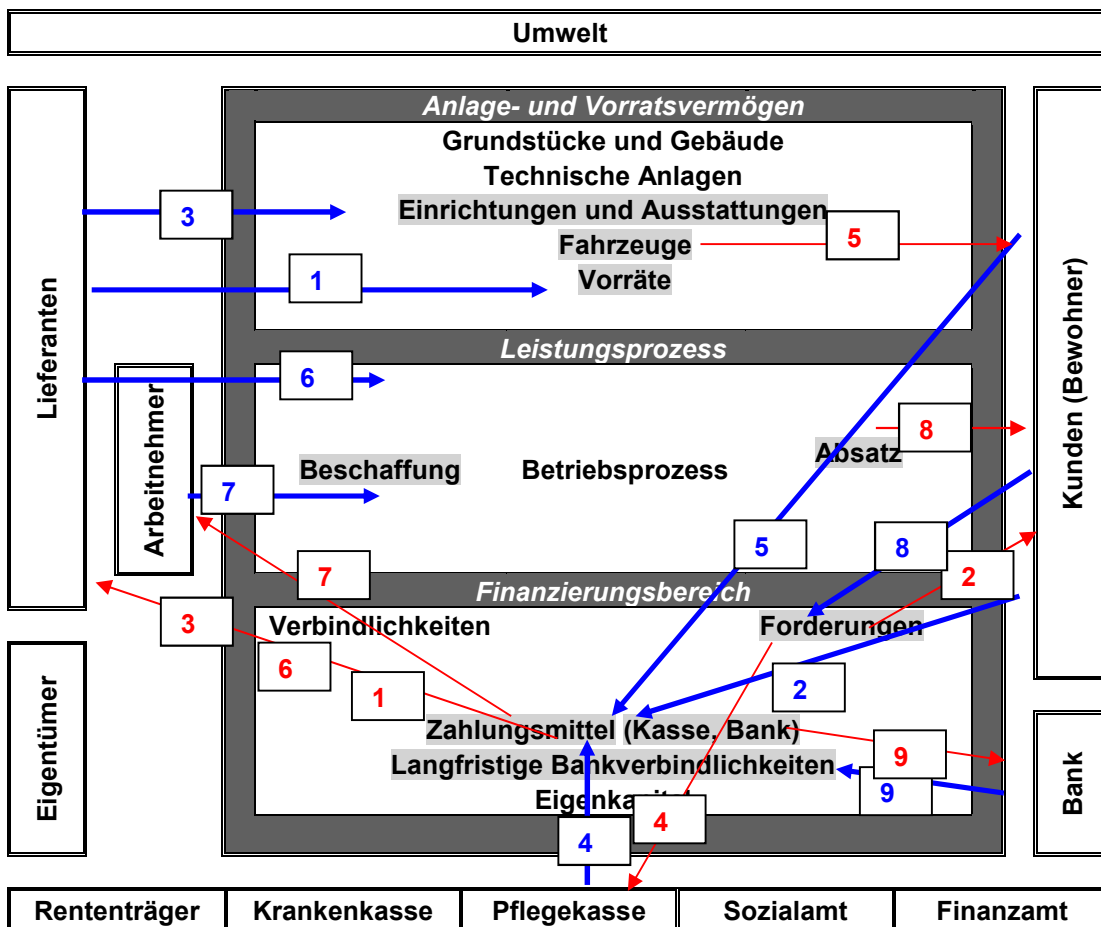 Umwelt
Anlage- und Vorratsvermögen
Grundstücke und Gebäude
Technische Anlagen
3
Einrichtungen und Ausstattungen
Fahrzeuge
5
1
Vorräte
Lieferanten
Kunden (Bewohner)
Leistungsprozess
6
Arbeitnehmer
8
Absatz
Beschaffung
Betriebsprozess
7
5
8
7
2
Finanzierungsbereich
3
Verbindlichkeiten
Forderungen
6
1
2
Eigentümer
Zahlungsmittel (Kasse, Bank)
9
Bank
Langfristige Bankverbindlichkeiten
9
Eigenkapital
4
4
Rententräger
Krankenkasse
Pflegekasse
Sozialamt
Finanzamt